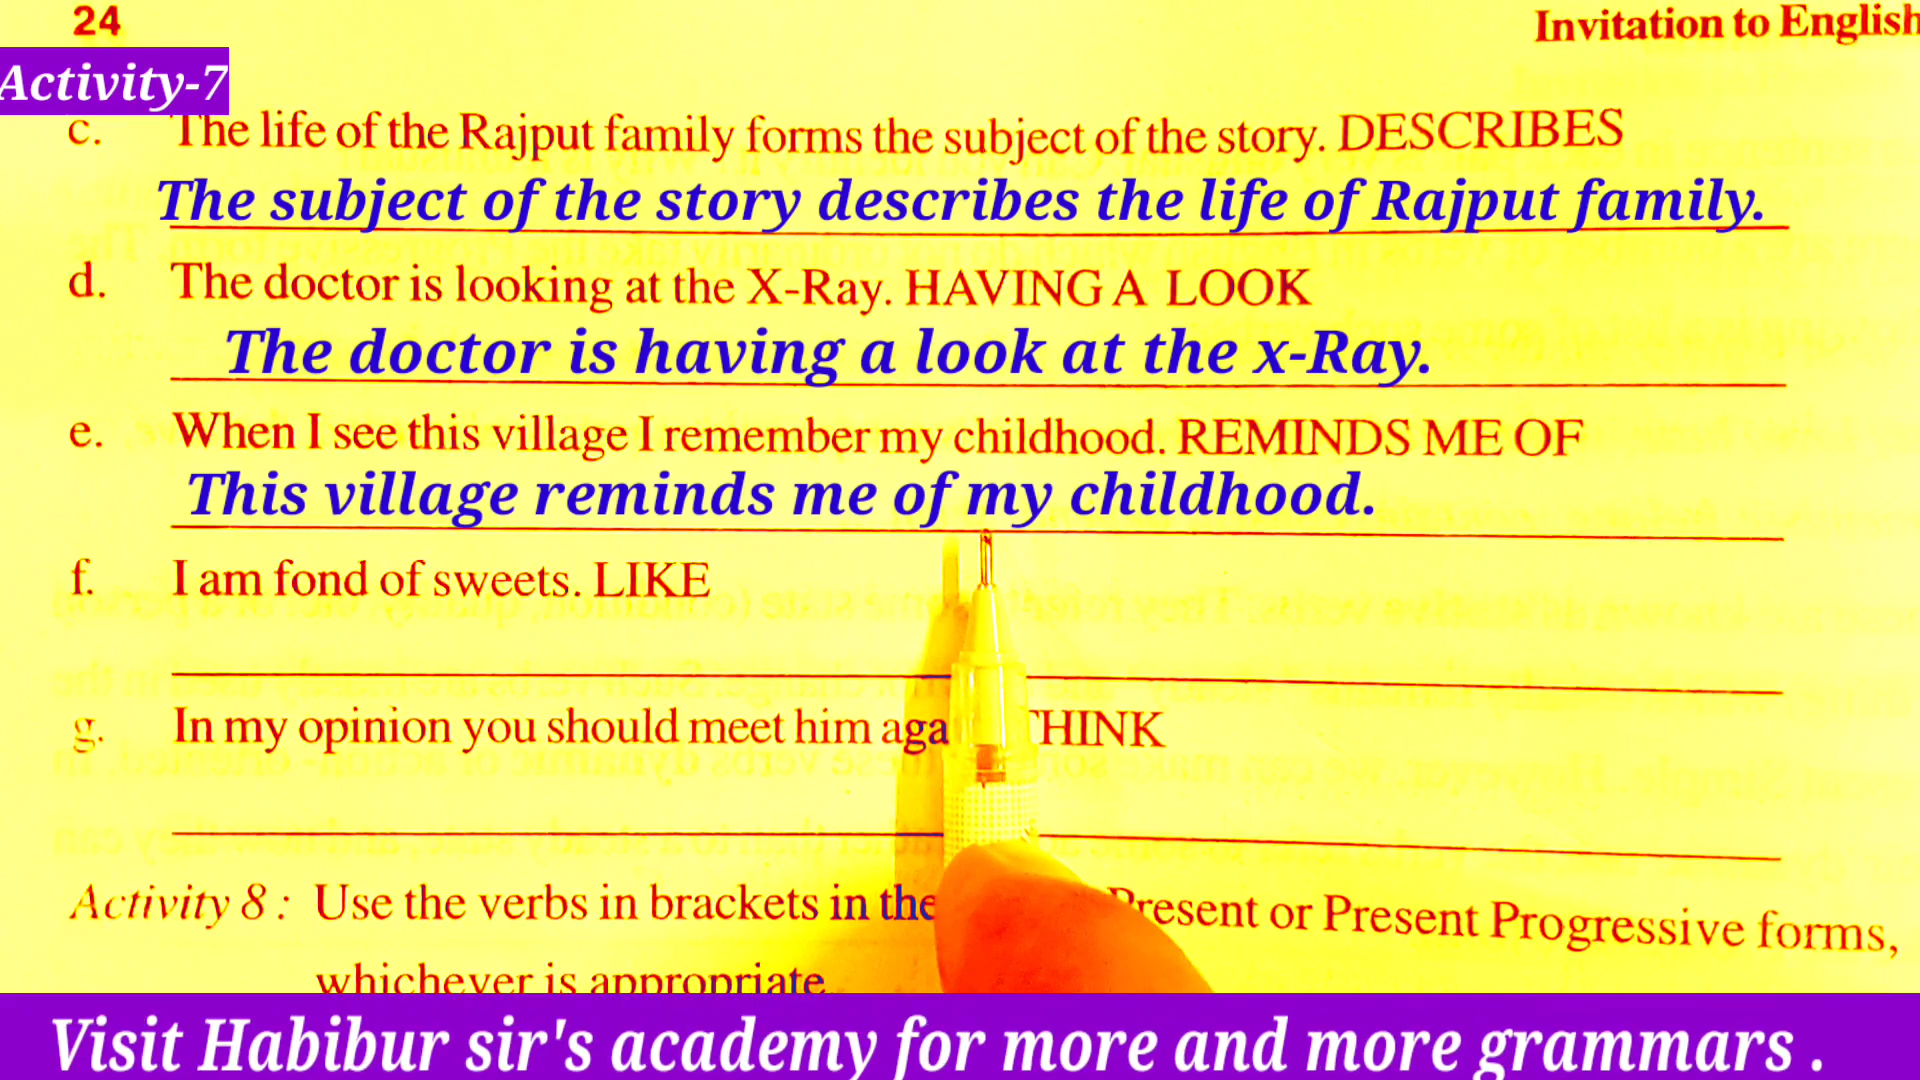 24
Invitation to English
Activity-7
c. The life of the Rajput family forms the subject of the story. DESCRIBES
The subject of the story describes the life of Rajput family.
d. The doctor is looking at the X-Ray. HAVING A LOOK
The doctor is having a look at the x-Ray.
e. When I see this village I remember my childhood. REMINDS ME OF
This village reminds me of my childhood.
f. I am fond of sweets. LIKE
g. In my opinion you should meet him
Activity 8 : Use the verbs in brackets in the Present or Present Progressive forms,
whichever is appropriate.
Visit Habibur sir's academy for more and more grammars .